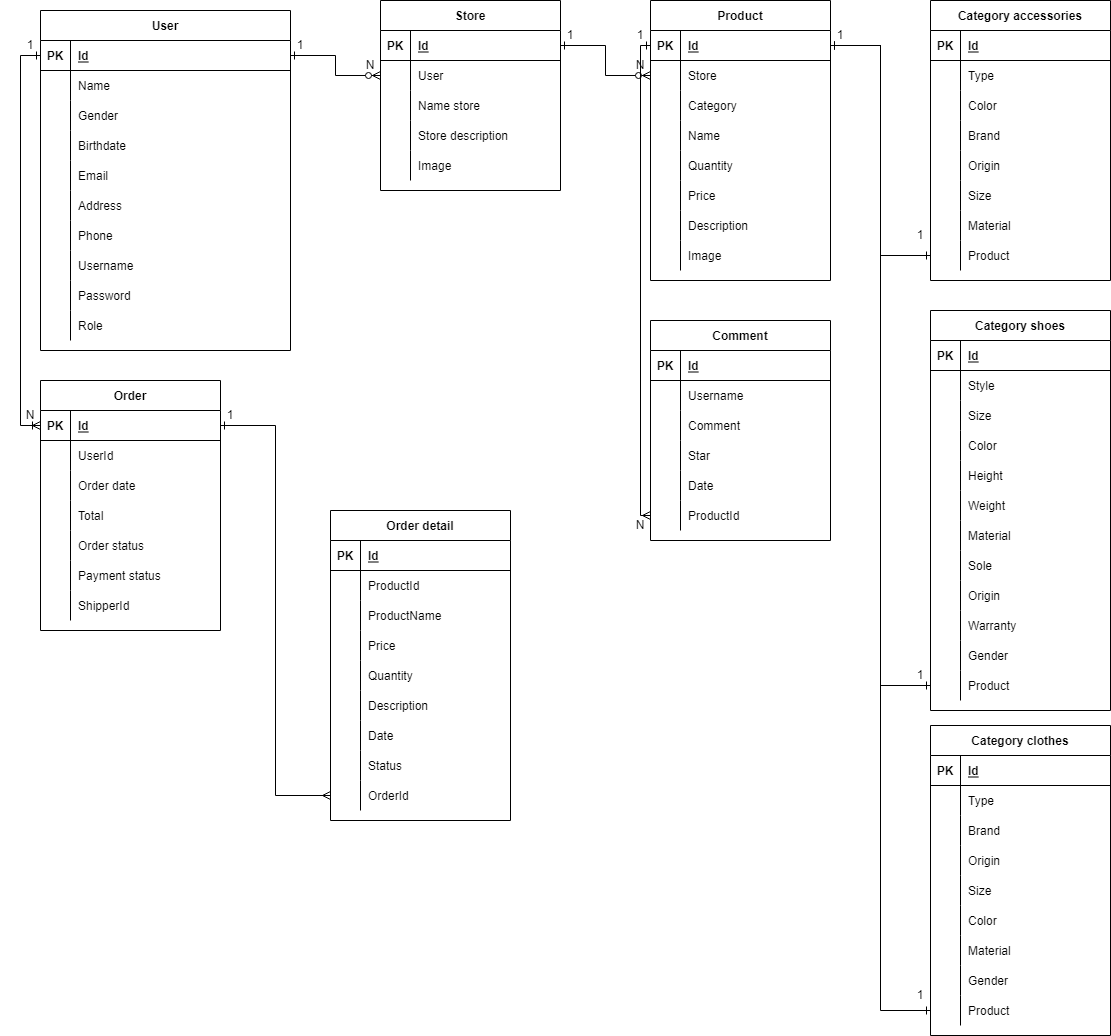 User
1
PK Id
1
Name
Gender
Birthdate
Email
Address
Phone
Username
Password
Role
Store
PK Id
1
N
User
Name store
Store description
Image
Product
1
PK Id
1
N
Store
Category
Name
Quantity
Price
Description
Image
Category accessories
PK Id
Type
Color
Brand
Origin
Size
Material
1
Product
Order
N
PK Id
1
UserId
Order date
Total
Order status
Payment status
ShipperId
Order detail
PK Id
ProductId
ProductName
Price
Quantity
Description
Date
Status
OrderId
Comment
PK Id
Username
Comment
Star
Date
ProductId
N
Category shoes
PK Id
Style
Size
Color
Height
Weight
Material
Sole
Origin
Warranty
Gender
1
Product
Category clothes
PK Id
Type
Brand
Origin
Size
Color
Material
Gender
1
Product